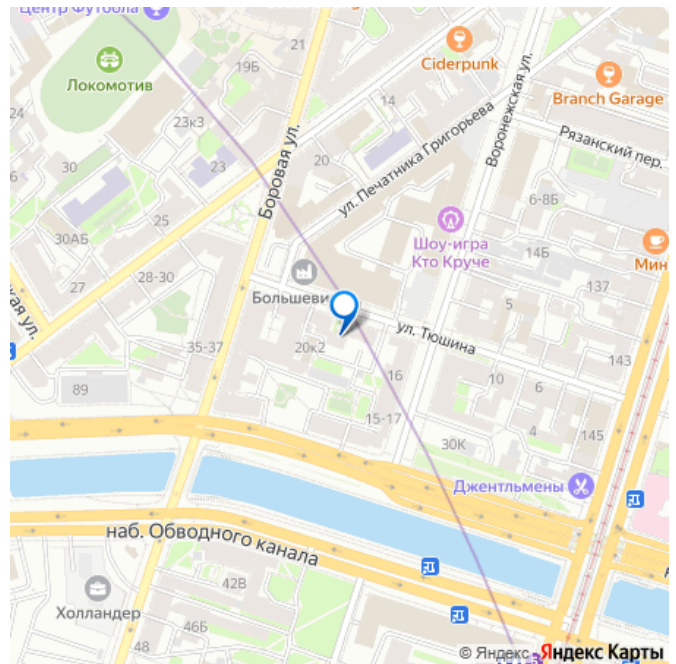 Центр Футбола
21
Ciderpunk
19Б
Локомотив
Branch Garage
14
Воронежская ул.
23к3
Рязанский пер.
30
23
20
Боровая ул.
ул. Печатника Григорьева
6-8Б
25
Шоу-игра
Кто Круче
30АБ
14Б
Мин
28-30
27
137
Большеви
5
кая ул.
ул. Тюшина
35-37
20к2
143
16
10
6
89
15-17
4
145
30К
Джентльмены
наб. Обводного канала
42В
Холландер
46Б
48
© Яндекс Яндекс Карты